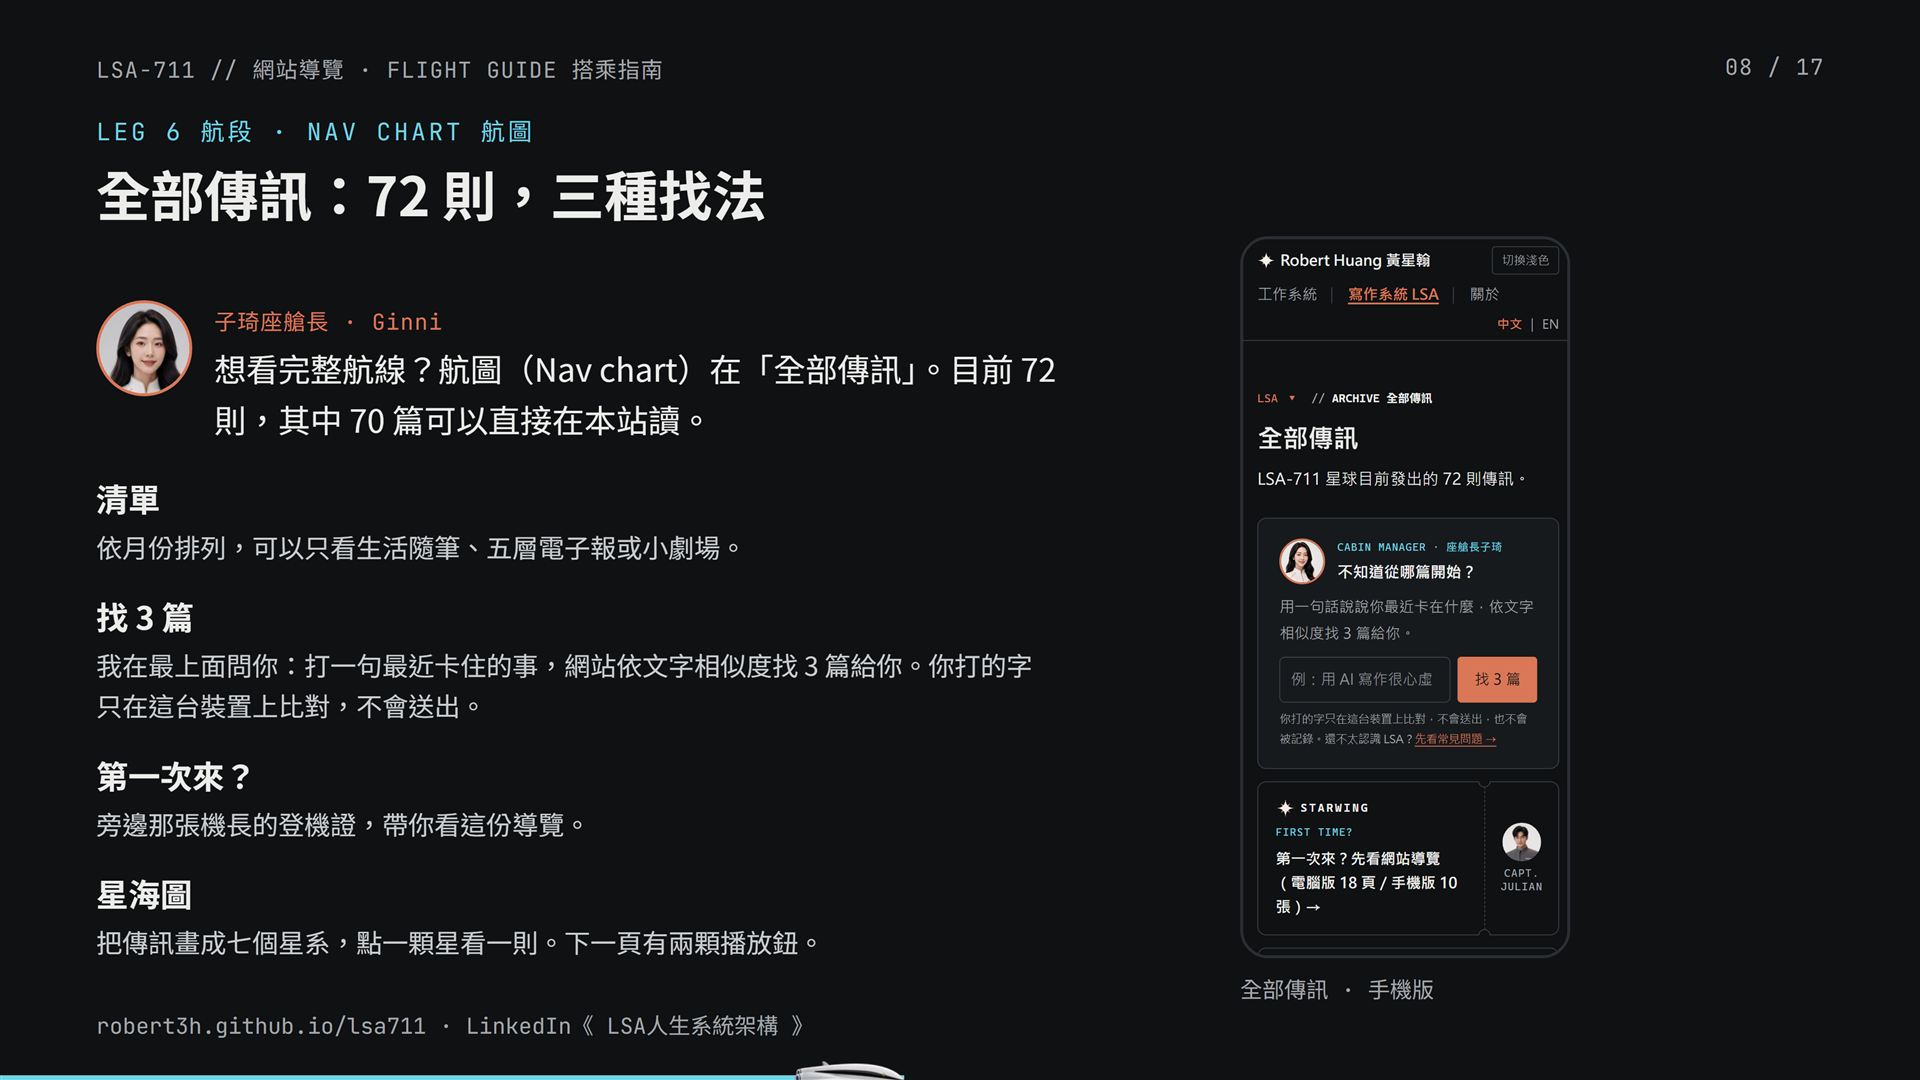 LSA-711 // 網站導覽 · FLIGHT GUIDE 搭乘指南
08 / 17
LEG 6 航段 · NAV CHART 航圖
全部傳訊：72 則，三種找法
子琦座艙長 · Ginni
想看完整航線？航圖（Nav chart）在「全部傳訊」。目前 72
則，其中 70 篇可以直接在本站讀。
清單
依月份排列，可以只看生活隨筆、五層電子報或小劇場。
找 3 篇
我在最上面問你：打一句最近卡住的事，網站依文字相似度找 3 篇給你。你打的字
只在這台裝置上比對，不會送出。
第一次來？
旁邊那張機長的登機證，帶你看這份導覽。
星海圖
把傳訊畫成七個星系，點一顆星看一則。下一頁有兩顆播放鈕。
robert3h.github.io/lsa711 · LinkedIn《 LSA人生系統架構 》
Robert Huang 黃星翰
切換淺色
工作系統 | 寫作系統 LSA | 關於
中文 | EN
LSA ▼ // ARCHIVE 全部傳訊
全部傳訊
LSA-711 星球目前發出的 72 則傳訊。
CABIN MANAGER · 座艙長子琦
不知道從哪篇開始？
用一句話說說你最近卡在什麼，依文字
相似度找 3 篇給你。
例：用 AI 寫作很心虛
找 3 篇
你打的字只在這台裝置上比對，不會送出，也不會
被記錄。還不太認識 LSA？先看常見問題 →
STARWING
FIRST TIME?
第一次來？先看網站導覽
（電腦版 18 頁 / 手機版 10
張）→
CAPT.
JULIAN
全部傳訊 · 手機版